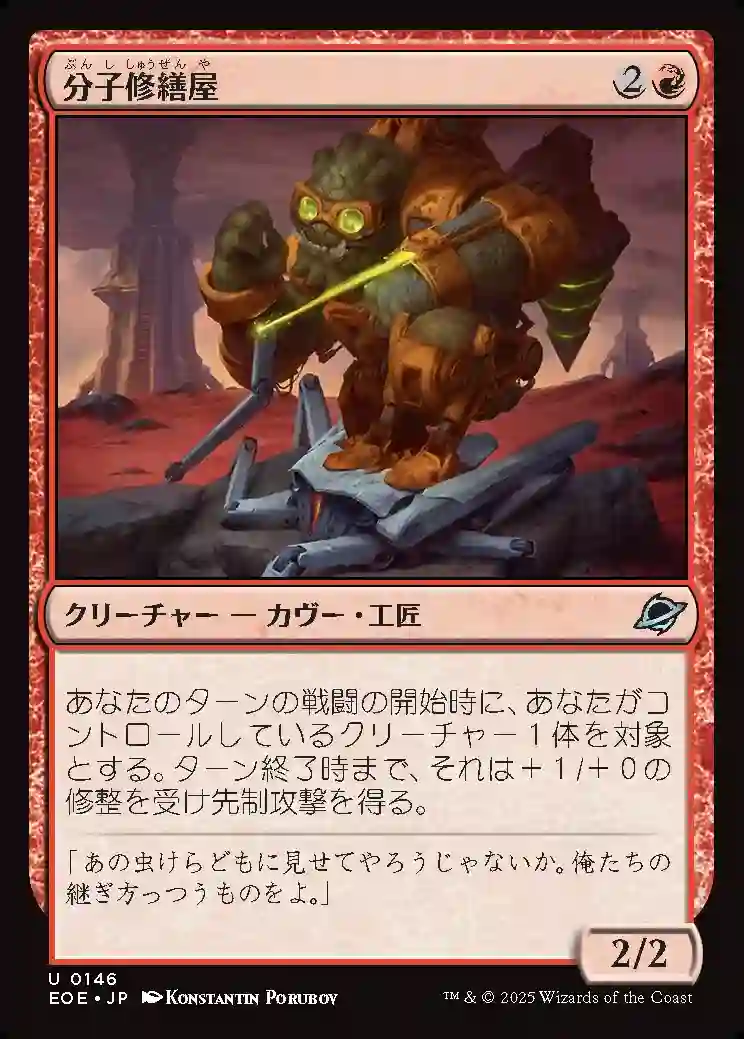 ぶんししゅうぜんや
分子修繕屋
2
クリーチャー — カヴー・工匠
あなたのターンの戦闘の開始時に、あなたがコ
ントロールしているクリーチャー１体を対象
とする。ターン終了時まで、それは＋１/＋０の
修整を受け先制攻撃を得る。
「あの虫けらどもに見せてやろうじゃないか。俺たちの
継ぎ方っつうものをよ。」
2/2
U 0146
EOE • JP Konstantin Porubov
™ & © 2025 Wizards of the Coast